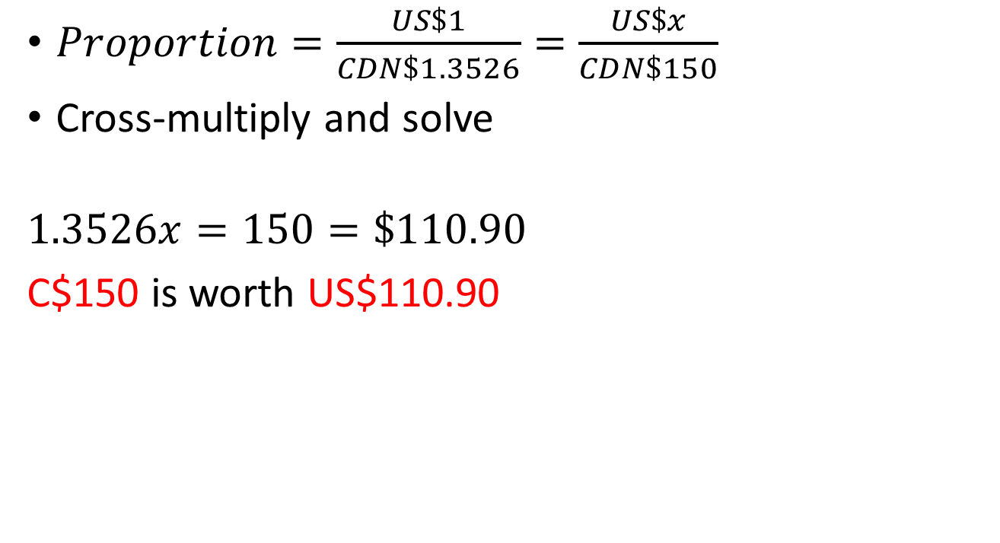 • Proportion = US$1 / CDN$1.3526 = US$x / CDN$150
• Cross-multiply and solve
1.3526x = 150 = $110.90
C$150 is worth US$110.90